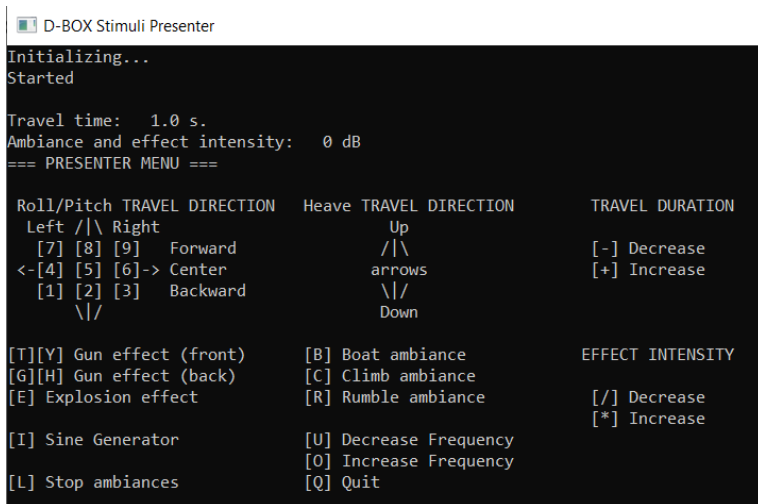 D-BOX Stimuli Presenter
Initializing...
Started
Travel time:   1.0 s.
Ambiance and effect intensity:   0 dB
=== PRESENTER MENU ===
Roll/Pitch TRAVEL DIRECTION   Heave TRAVEL DIRECTION   TRAVEL DURATION
Left /|\ Right   Up
[7] [8] [9]   Forward   /|\   [-] Decrease
<-[4] [5] [6]-> Center   arrows   [+] Increase
[1] [2] [3]   Backward   \|/
\|/   Down
[T][Y] Gun effect (front)   [B] Boat ambiance   EFFECT INTENSITY
[G][H] Gun effect (back)   [C] Climb ambiance
[E] Explosion effect   [R] Rumble ambiance   [/] Decrease
[*] Increase
[I] Sine Generator   [U] Decrease Frequency
[O] Increase Frequency
[L] Stop ambiances   [Q] Quit